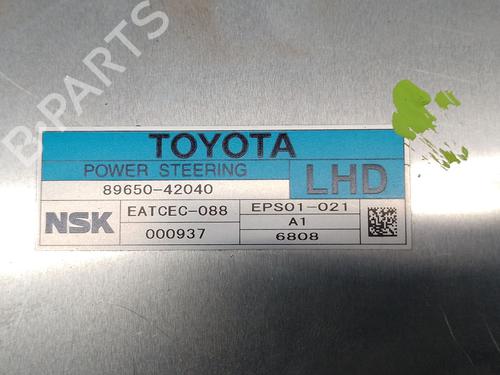 B-PARTS
TOYOTA
POWER STEERING
89650-42040
LHD
NSK
EATCEC-088
EPS01-021
000937
A1
6808